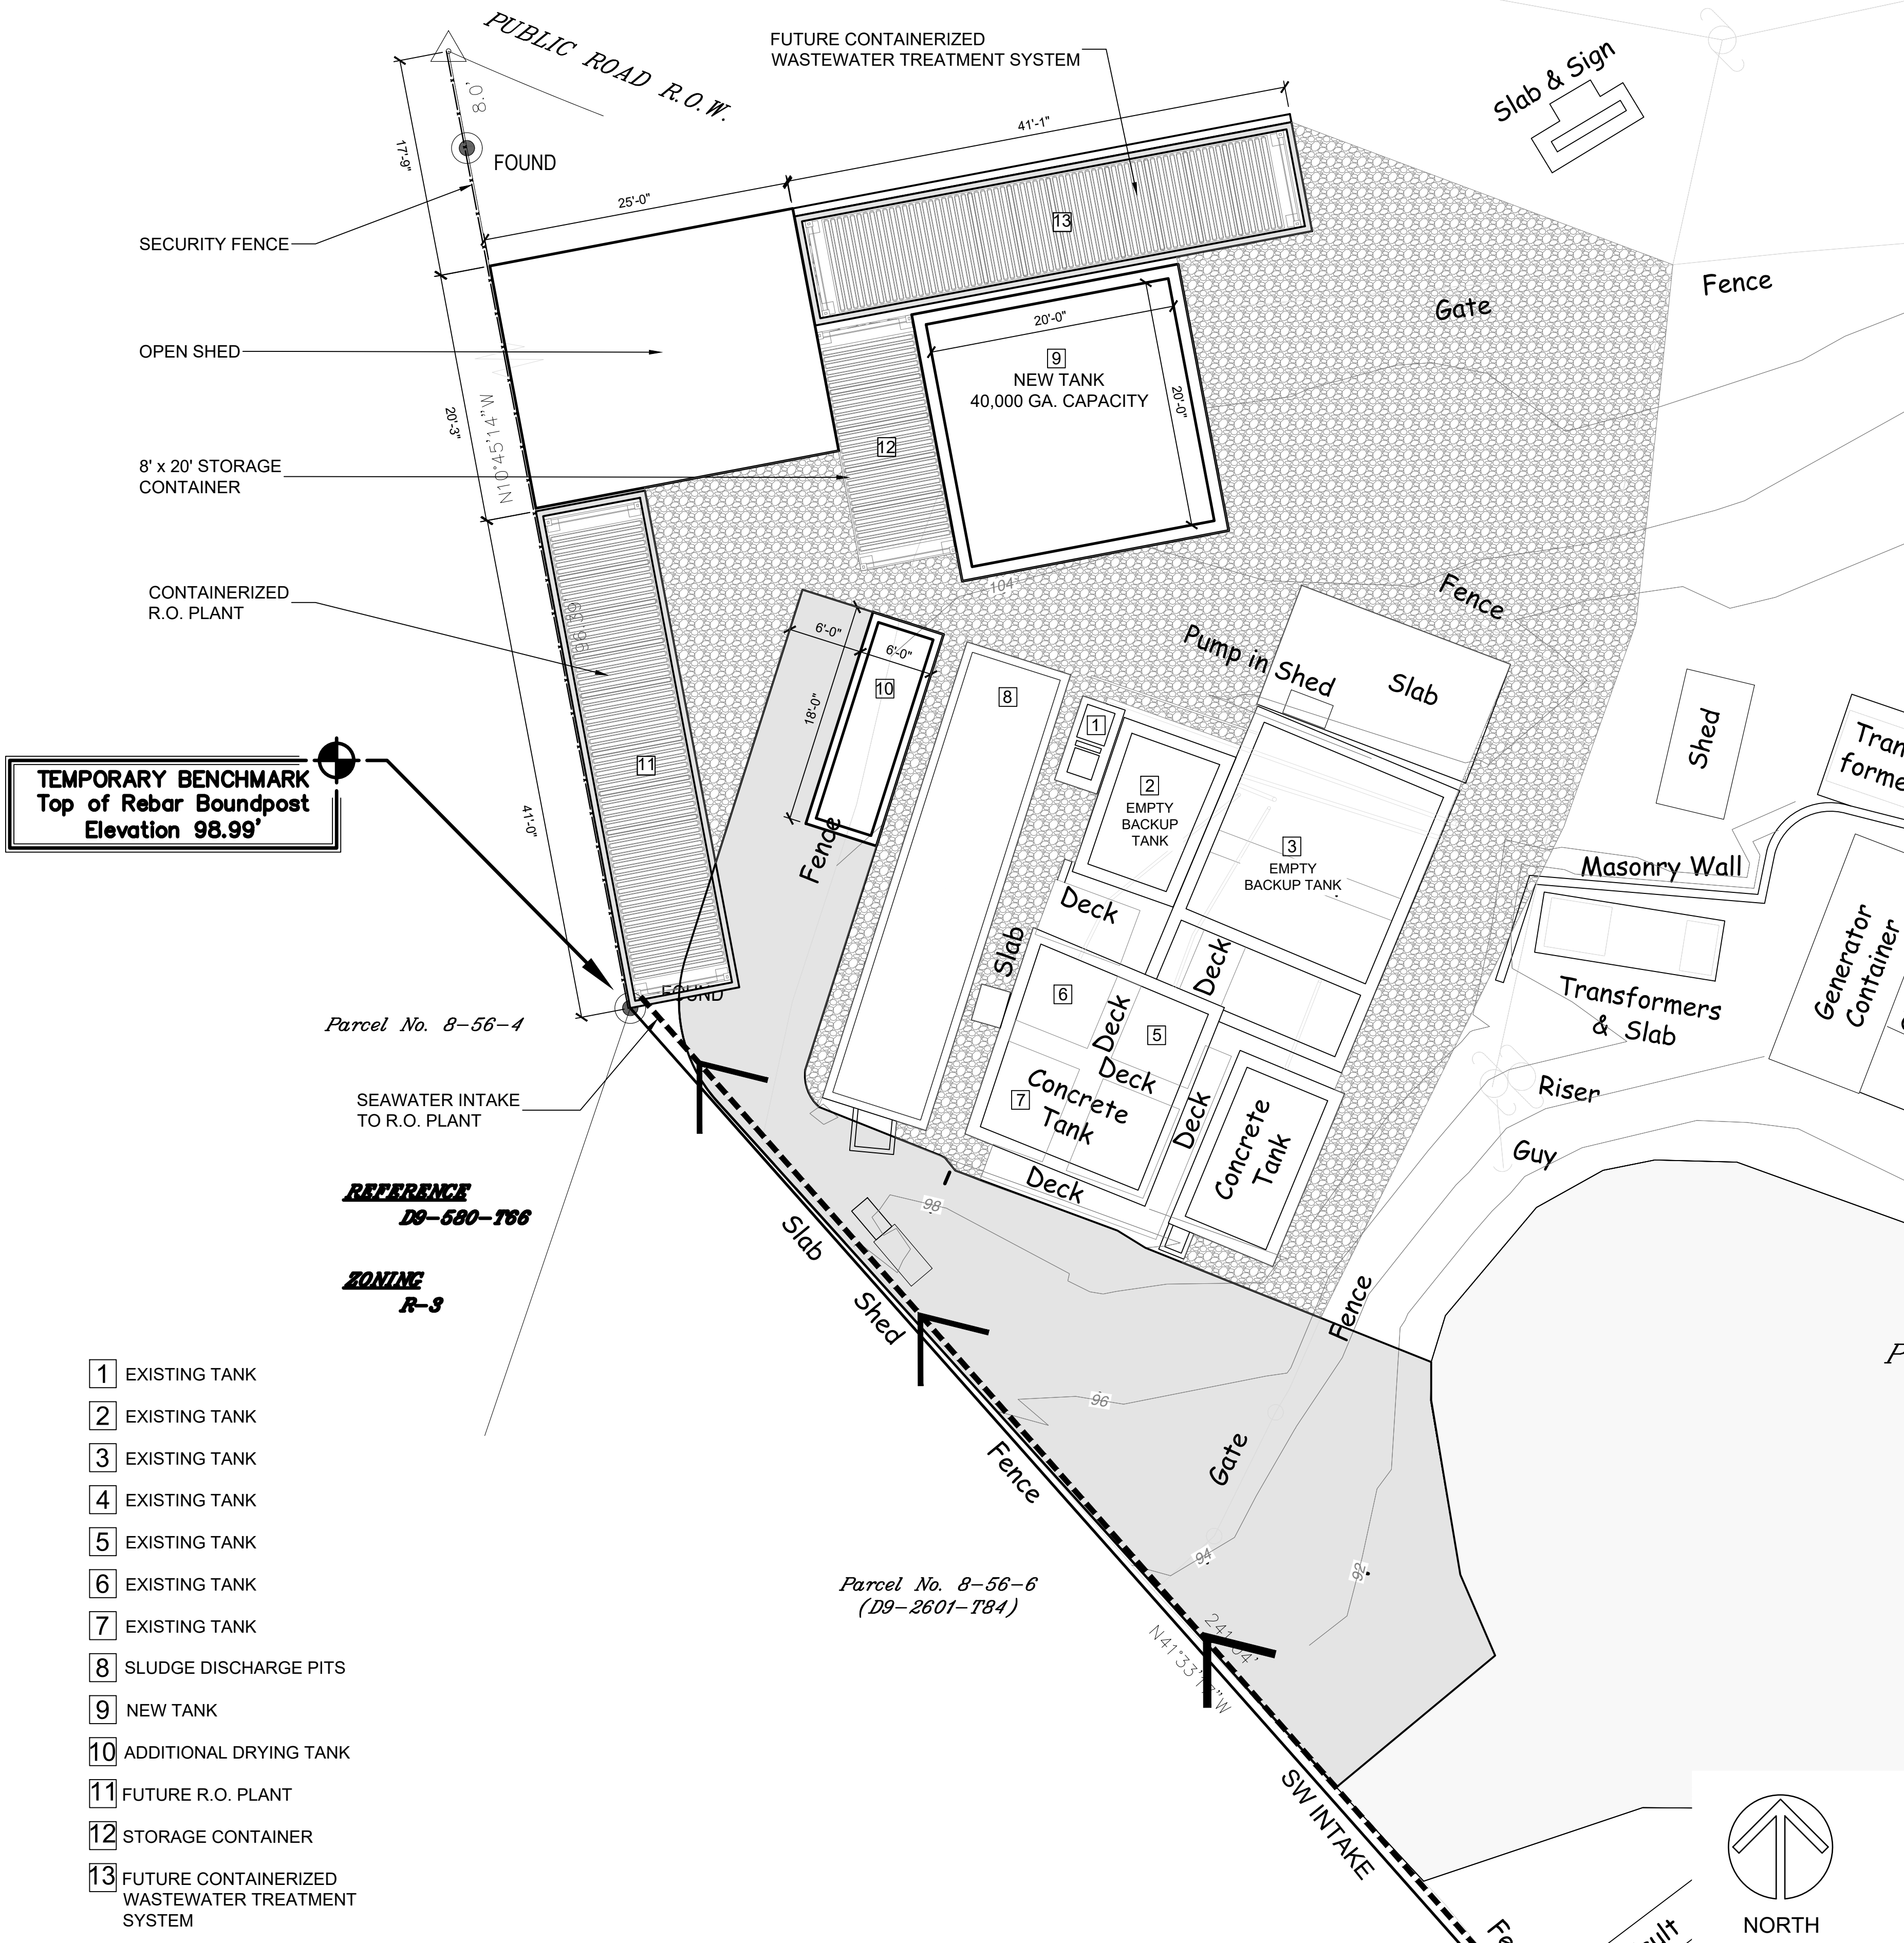 PUBLIC ROAD R.O.W.
FUTURE CONTAINERIZED
WASTEWATER TREATMENT SYSTEM
Slab & Sign
8.0'
17'-9"
FOUND
41'-1"
25'-0"
SECURITY FENCE
13
Fence
Gate
OPEN SHED
20'-0"
9
NEW TANK
40,000 GA. CAPACITY
20'-0"
20'-3"
N10°45'14"W
12
8' x 20' STORAGE
CONTAINER
104
Fence
CONTAINERIZED
R.O. PLANT
6'-0"
6'-0"
10
18'-0"
8
Pump in Shed
Slab
1
2
EMPTY
BACKUP
TANK
3
EMPTY
BACKUP TANK
Shed
11
TEMPORARY BENCHMARK
Top of Rebar Boundpost
Elevation 98.99'
41'-0"
Fence
Masonry Wall
Deck
Slab
Deck
Generator
Container
FOUND
6
Deck
5
Deck
Transformers
& Slab
Parcel No. 8-56-4
7
Concrete
Tank
Riser
SEAWATER INTAKE
TO R.O. PLANT
Deck
Concrete
Tank
Guy
Deck
REFERENCE
D9-580-T66
98
Slab
ZONING
R-3
Shed
Fence
1 EXISTING TANK
2 EXISTING TANK
3 EXISTING TANK
4 EXISTING TANK
5 EXISTING TANK
6 EXISTING TANK
7 EXISTING TANK
8 SLUDGE DISCHARGE PITS
9 NEW TANK
10 ADDITIONAL DRYING TANK
11 FUTURE R.O. PLANT
12 STORAGE CONTAINER
13 FUTURE CONTAINERIZED
WASTEWATER TREATMENT
SYSTEM
96
Fence
Gate
94
92
Parcel No. 8-56-6
(D9-2601-T84)
SW INTAKE
NORTH